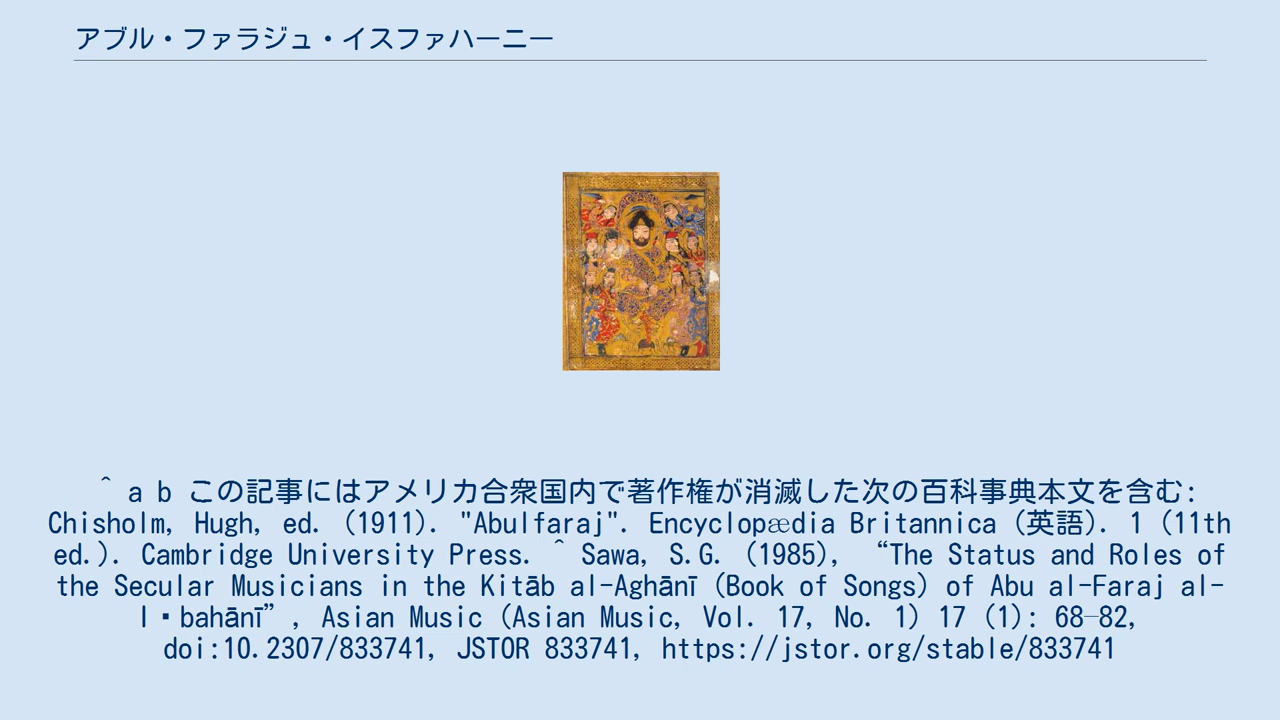 アブル・ファラジュ・イスファハーニー
^ a b この記事にはアメリカ合衆国内で著作権が消滅した次の百科事典本文を含む:
Chisholm, Hugh, ed. (1911). "Abulfaraj". Encyclopædia Britannica (英語). 1 (11th
ed.). Cambridge University Press. ^ Sawa, S.G. (1985), “The Status and Roles of
the Secular Musicians in the Kitāb al-Aghānī (Book of Songs) of Abu al-Faraj al-
I▪bahānī”, Asian Music (Asian Music, Vol. 17, No. 1) 17 (1): 68–82,
doi:10.2307/833741, JSTOR 833741, https://jstor.org/stable/833741